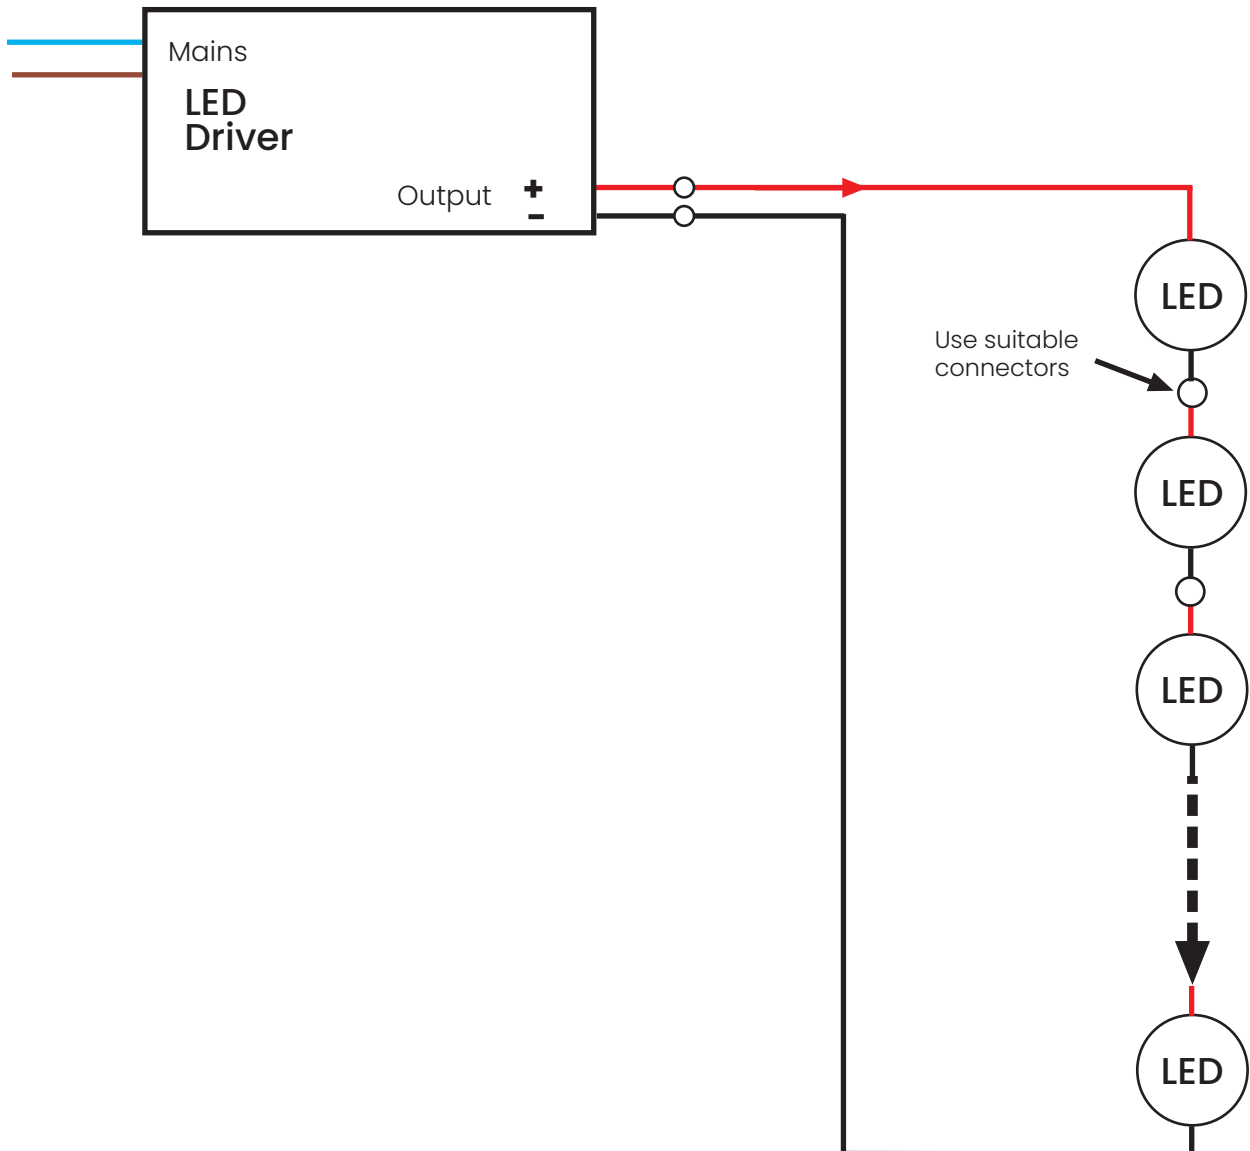 Mains
LED
Driver
Output +
-
LED
Use suitable
connectors
LED
LED
LED